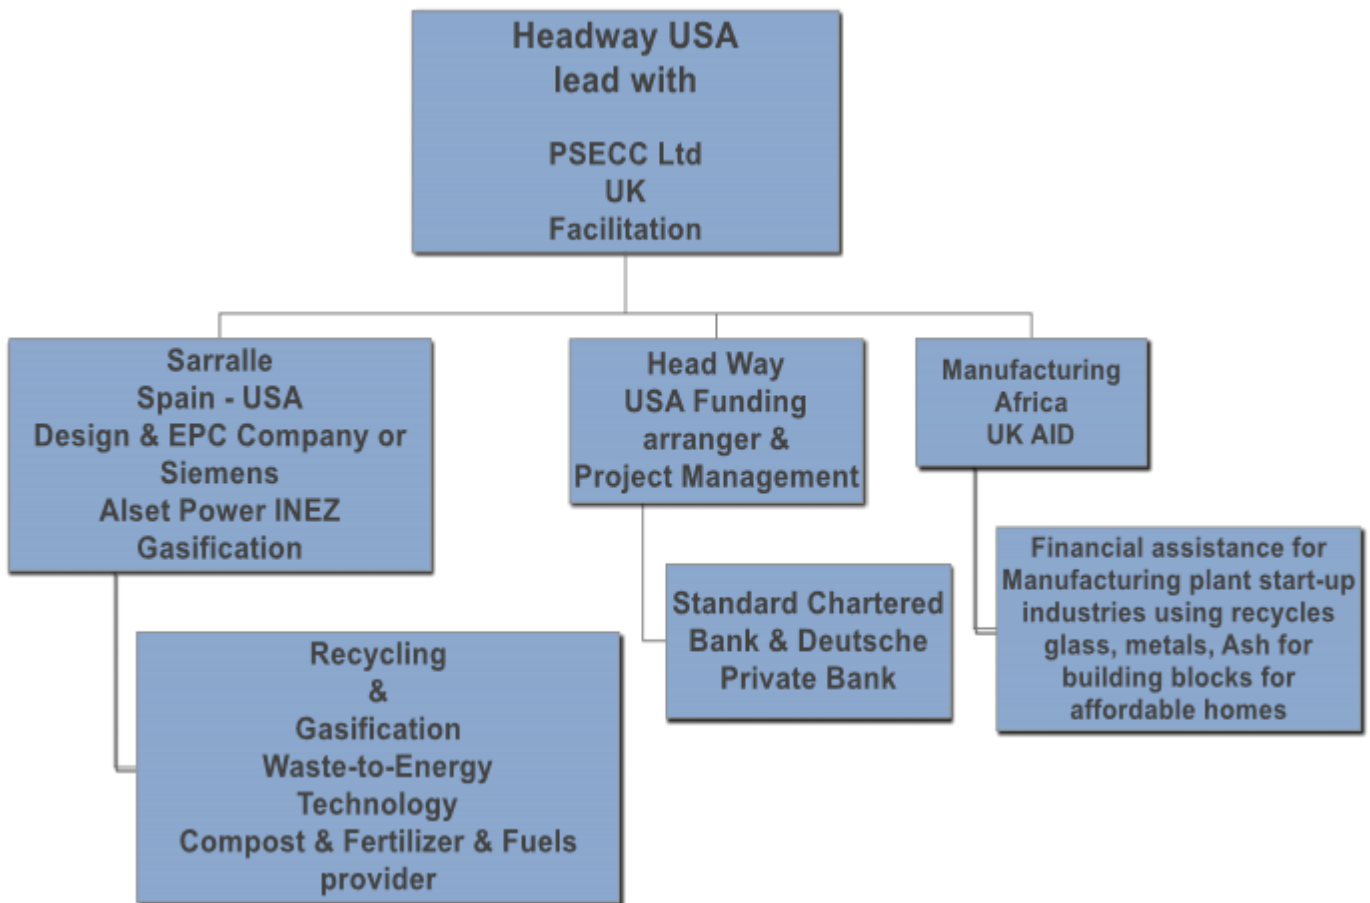 Headway USA
lead with
PSECC Ltd
UK
Facilitation
Sarralle
Spain - USA
Design & EPC Company or
Siemens
Alset Power INEZ
Gasification
Recycling
&
Gasification
Waste-to-Energy
Technology
Compost & Fertilizer & Fuels
provider
Head Way
USA Funding
arranger &
Project Management
Standard Chartered
Bank & Deutsche
Private Bank
Manufacturing
Africa
UK AID
Financial assistance for
Manufacturing plant start-up
industries using recycles
glass, metals, Ash for
building blocks for
affordable homes